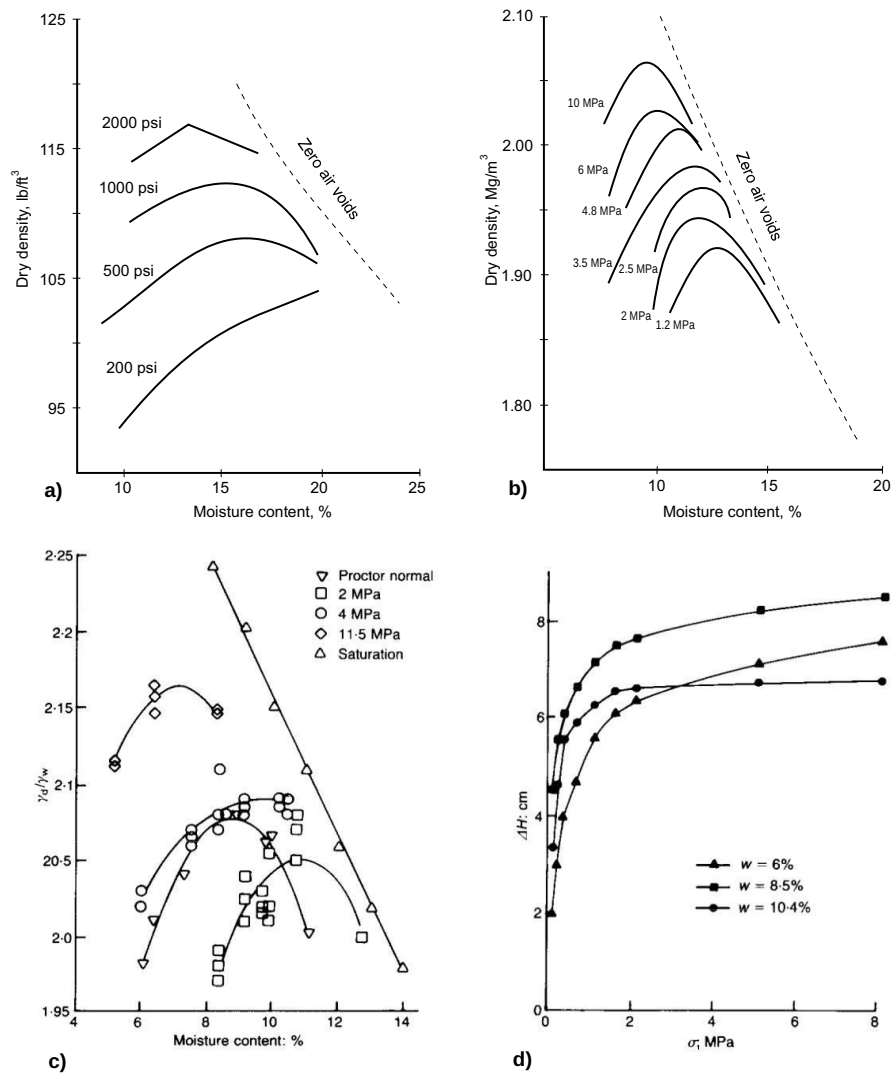 Dry density, lb/ft³
125
115
105
95
2000 psi
1000 psi
500 psi
200 psi
Zero air voids
10
15
20
25
Moisture content, %
a)
Dry density, Mg/m³
2.10
2.00
1.90
1.80
10 MPa
6 MPa
4.8 MPa
3.5 MPa
2.5 MPa
2 MPa
1.2 MPa
Zero air voids
10
15
20
Moisture content, %
b)
γd/γw
2·25
2·2
2·15
2·1
20·5
2·0
1·95
Proctor normal
2 MPa
4 MPa
11·5 MPa
Saturation
4
6
8
10
12
14
Moisture content: %
c)
ΔH: cm
8
6
4
2
0
w = 6%
w = 8·5%
w = 10·4%
0
2
4
6
8
σ₁, MPa
d)